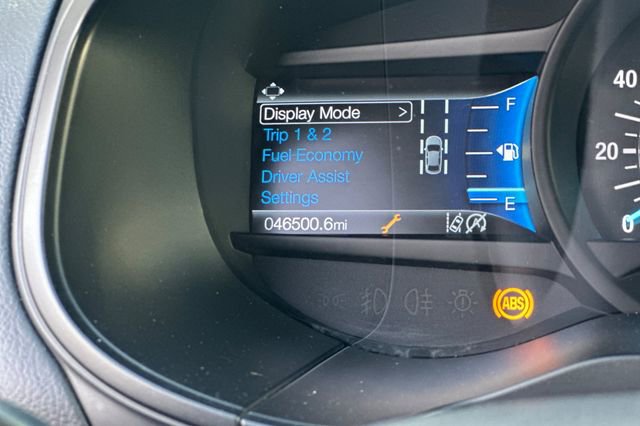 Display Mode >
Trip 1 & 2
Fuel Economy
Driver Assist
Settings
046500.6mi
F
E
40
20
0
ABS